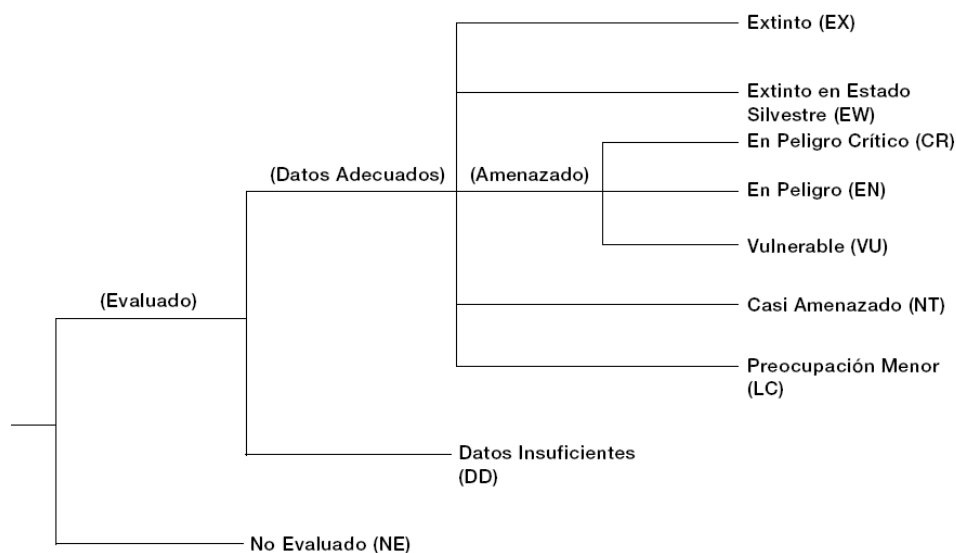 Extinto (EX)
Extinto en Estado
Silvestre (EW)
En Peligro Crítico (CR)
(Datos Adecuados)
(Amenazado)
En Peligro (EN)
Vulnerable (VU)
(Evaluado)
Casi Amenazado (NT)
Preocupación Menor
(LC)
Datos Insuficientes
(DD)
No Evaluado (NE)